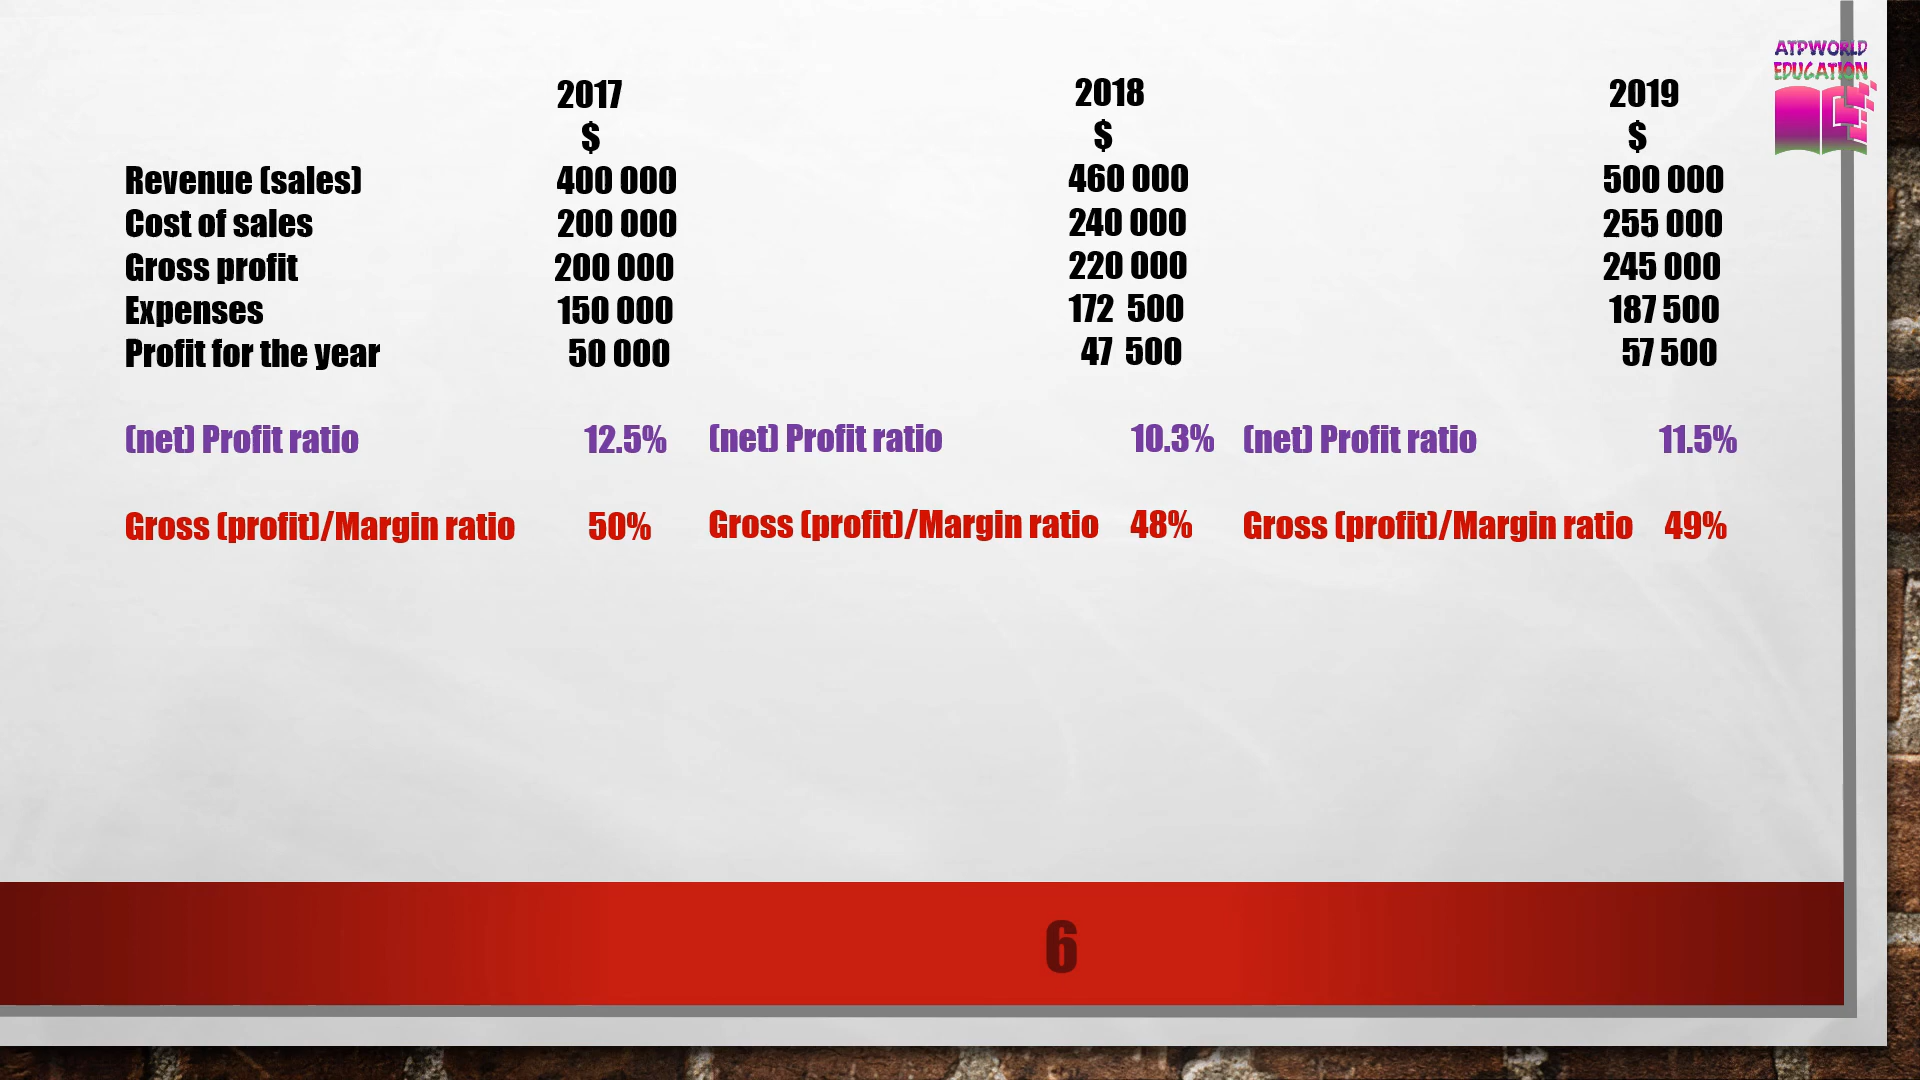 ATPWORLD
EDUCATION
2017 2018 2019
$ $ $
Revenue (sales) 400 000 460 000 500 000
Cost of sales 200 000 240 000 255 000
Gross profit 200 000 220 000 245 000
Expenses 150 000 172 500 187 500
Profit for the year 50 000 47 500 57 500
(net) Profit ratio 12.5% (net) Profit ratio 10.3% (net) Profit ratio 11.5%
Gross (profit)/Margin ratio 50% Gross (profit)/Margin ratio 48% Gross (profit)/Margin ratio 49%
6